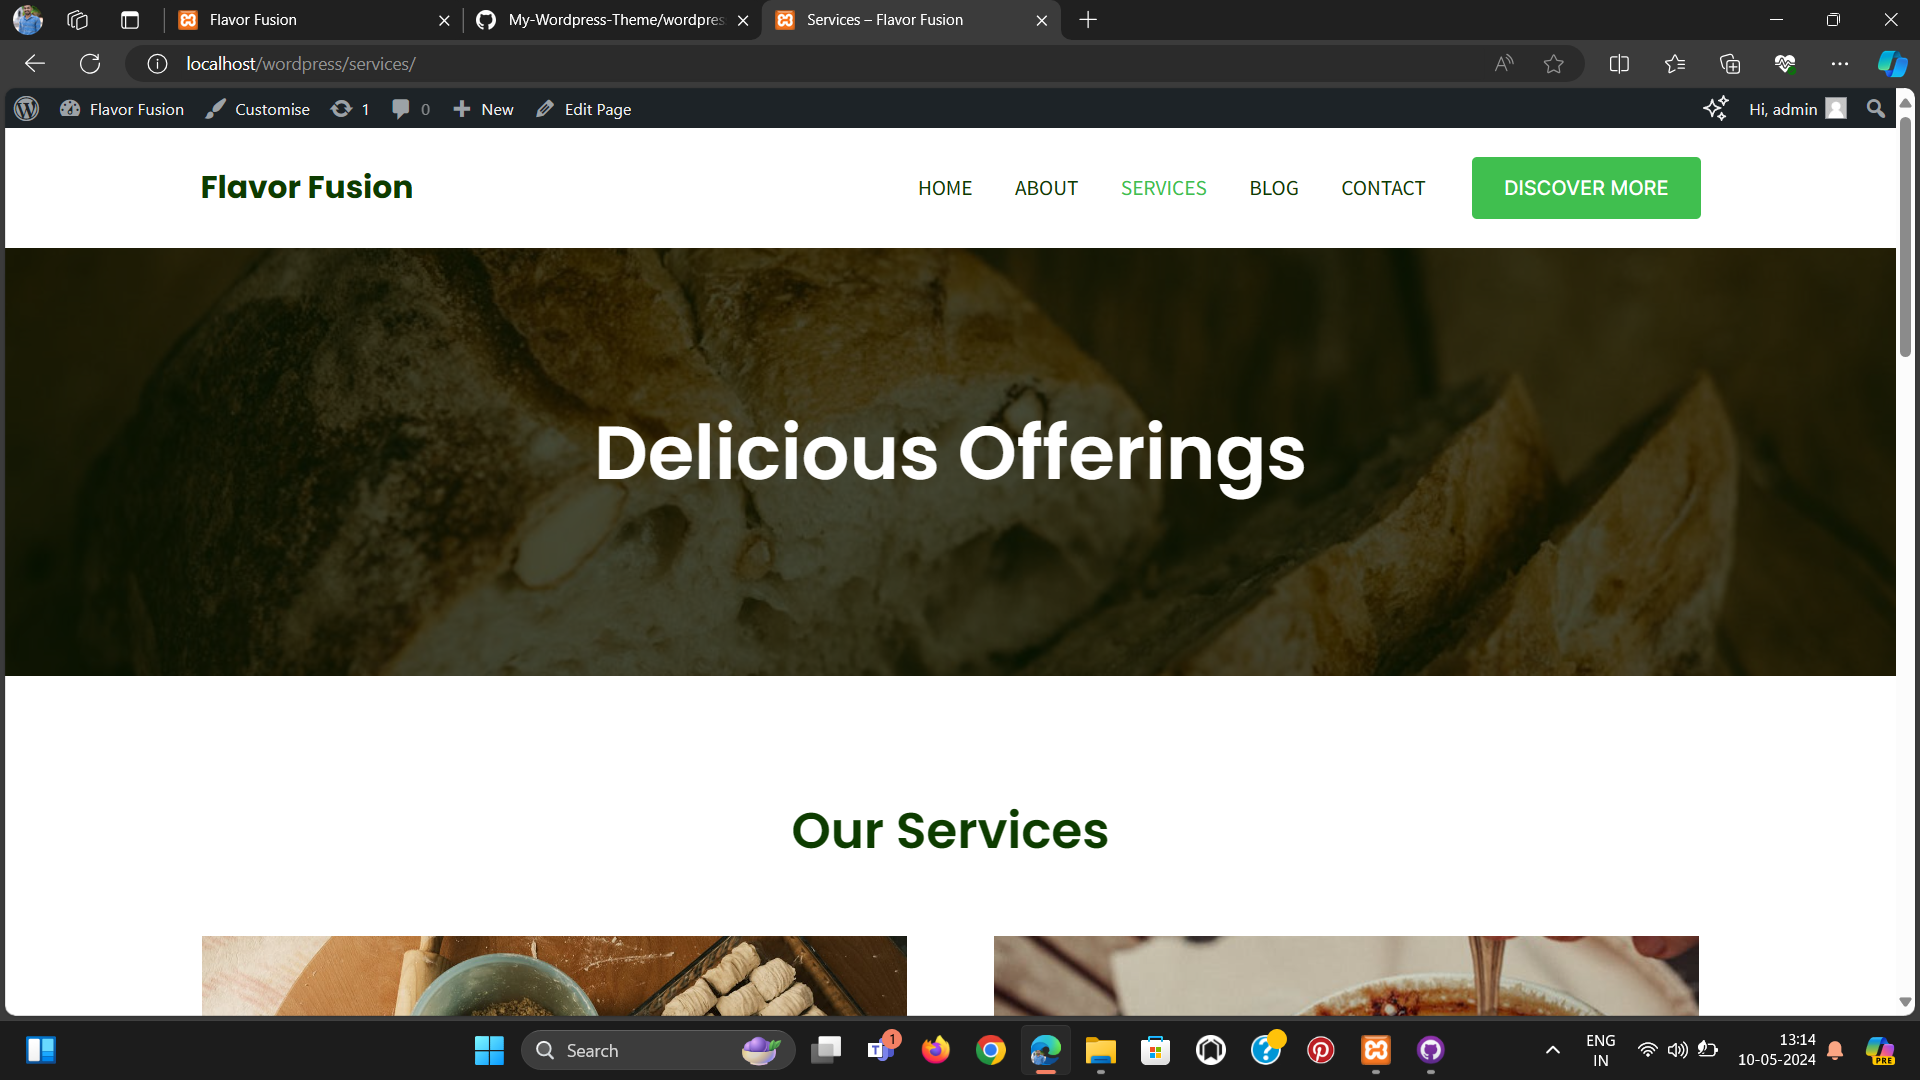 Flavor Fusion
My-Wordpress-Theme/wordpres
Services – Flavor Fusion
localhost/wordpress/services/
Flavor Fusion
Customise
1
0
New
Edit Page
Hi, admin
Flavor Fusion
HOME
ABOUT
SERVICES
BLOG
CONTACT
DISCOVER MORE
Delicious Offerings
Our Services
Search
1
ENG
IN
13:14
10-05-2024
PRE